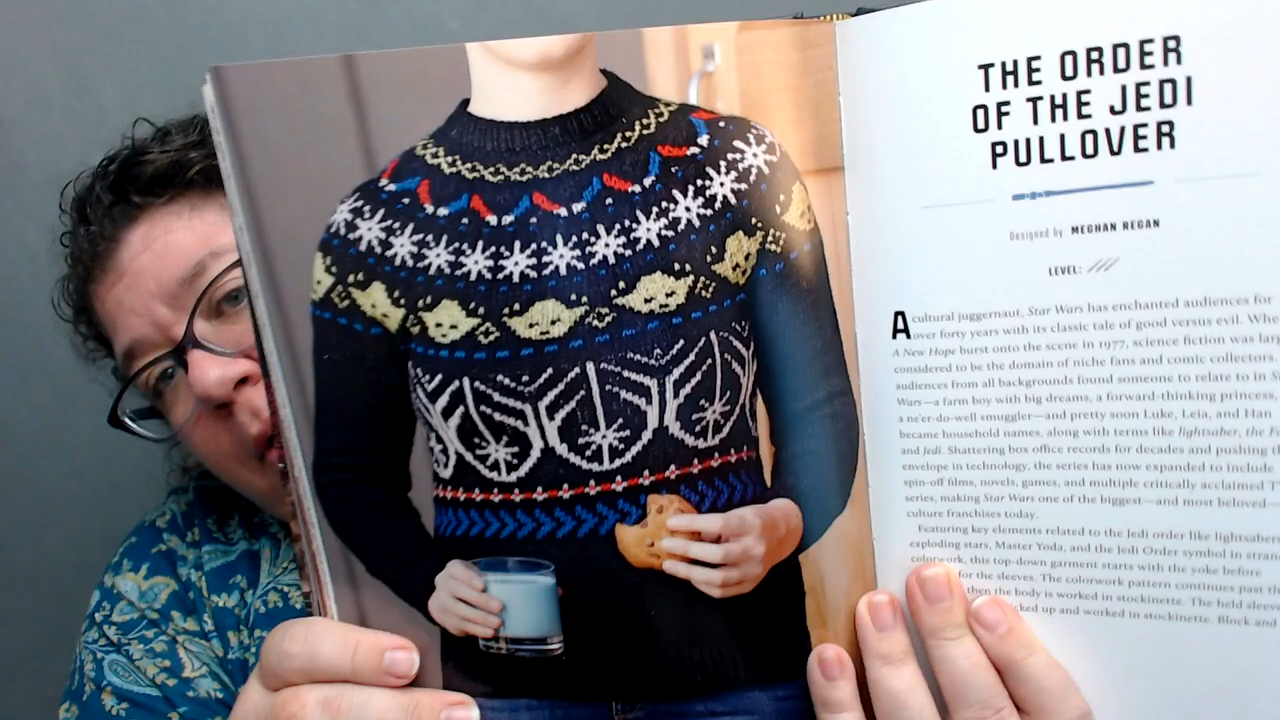 THE ORDER
OF THE JEDI
PULLOVER
Designed by: MEGHAN REGAN
LEVEL:
A cultural juggernaut, Star Wars has enchanted audiences for
over forty years with its classic tale of good versus evil.
A New Hope burst onto the scene in 1977, science fiction was
considered to be the domain of niche fans and comic collectors.
audiences from all backgrounds found someone to relate to in
Wars—a farm boy with big dreams, a forward-thinking princess,
a ne'er-do-well smuggler—and pretty soon Luke, Leia, and Han
became household names, along with terms like lightsaber, the
and Jedi. Shattering box office records for decades and pushing
envelope in technology, the series has now expanded to include
spin-off films, novels, games, and multiple critically acclaimed
series, making Star Wars one of the biggest—and most beloved—
culture franchises today.
Featuring key elements related to the Jedi order like lightsabers,
exploding stars, Master Yoda, and the Jedi Order symbol in
colorwork, this top-down garment starts with the yoke before
for the sleeves. The colorwork pattern continues past
then the body is worked in stockinette. The held
up and worked in stockinette. Block and